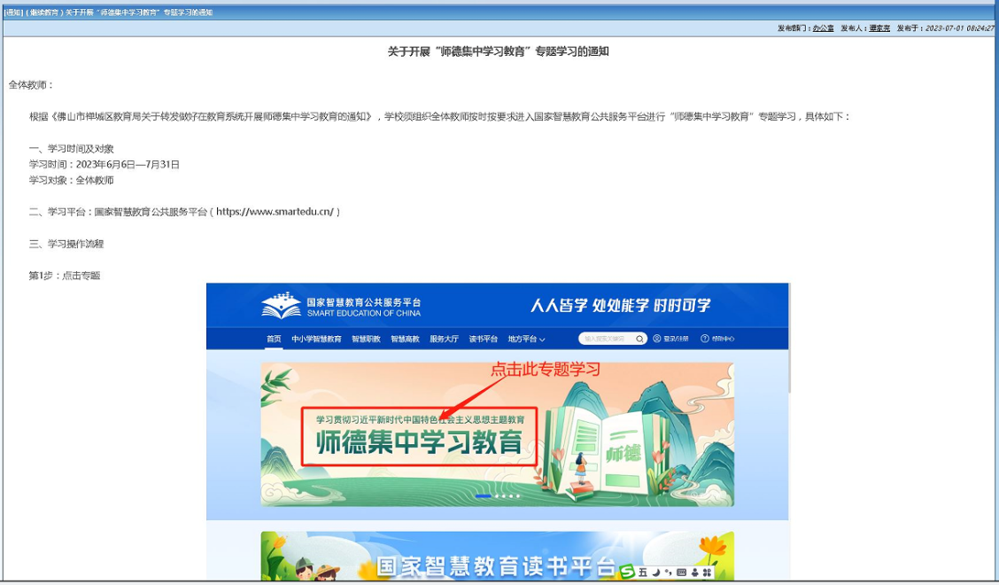 [通知] ( 继续教育 ) 关于开展“师德集中学习教育”专题学习的通知
发布部门：办公室 发布人：谭家亮 发布于：2023-07-01 08:24:27
关于开展“师德集中学习教育”专题学习的通知
全体教师：
根据《佛山市禅城区教育局关于转发做好在教育系统开展师德集中学习教育的通知》，学校须组织全体教师按时按要求进入国家智慧教育公共服务平台进行“师德集中学习教育”专题学习，具体如下：
一、学习时间及对象
学习时间：2023年6月6日—7月31日
学习对象：全体教师
二、学习平台：国家智慧教育公共服务平台（https://www.smartedu.cn/）
三、学习操作流程
第1步：点击专题
国家智慧教育公共服务平台
SMART EDUCATION OF CHINA
人人皆学 处处能学 时时可学
首页 中小学智慧教育 智慧职教 智慧高教 服务大厅 读书平台 地方平台 登录/注册 帮助中心
点击此专题学习
学习贯彻习近平新时代中国特色社会主义思想主题教育
师德集中学习教育
师德
国家智慧教育读书平台
五